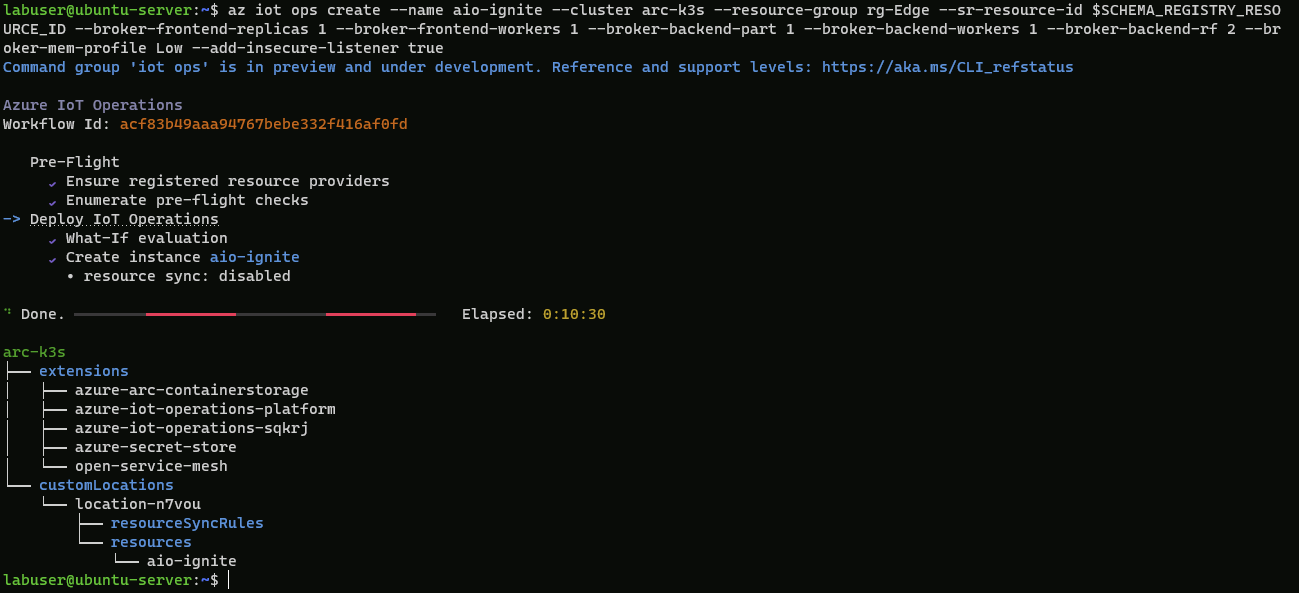 labuser@ubuntu-server:~$ az iot ops create --name aio-ignite --cluster arc-k3s --resource-group rg-Edge --sr-resource-id $SCHEMA_REGISTRY_RESO
URCE_ID --broker-frontend-replicas 1 --broker-frontend-workers 1 --broker-backend-part 1 --broker-backend-workers 1 --broker-backend-rf 2 --br
oker-mem-profile Low --add-insecure-listener true
Command group 'iot ops' is in preview and under development. Reference and support levels: https://aka.ms/CLI_refstatus
Azure IoT Operations
Workflow Id: acf83b49aaa94767bebe332f416af0fd
Pre-Flight
✓ Ensure registered resource providers
✓ Enumerate pre-flight checks
-> Deploy IoT Operations
✓ What-If evaluation
✓ Create instance aio-ignite
• resource sync: disabled
Done. Elapsed: 0:10:30
arc-k3s
├── extensions
│   ├── azure-arc-containerstorage
│   ├── azure-iot-operations-platform
│   ├── azure-iot-operations-sqkrj
│   ├── azure-secret-store
│   └── open-service-mesh
└── customLocations
    └── location-n7vou
        ├── resourceSyncRules
        └── resources
            └── aio-ignite
labuser@ubuntu-server:~$